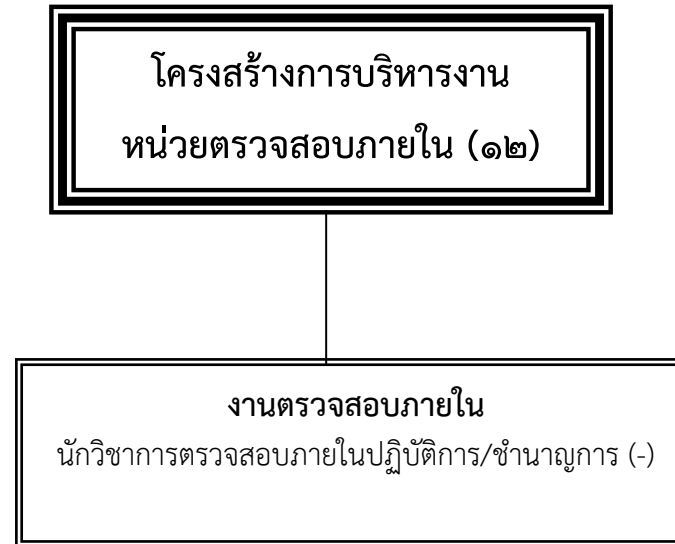 โครงสร้างการบริหารงาน
หน่วยตรวจสอบภายใน (๑๒)
งานตรวจสอบภายใน
นักวิชาการตรวจสอบภายในปฏิบัติการ/ชำนาญการ (-)